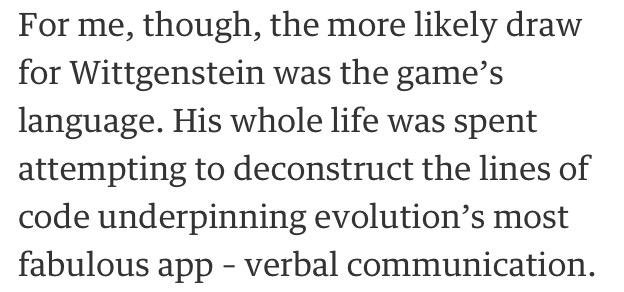 For me, though, the more likely draw
for Wittgenstein was the game’s
language. His whole life was spent
attempting to deconstruct the lines of
code underpinning evolution’s most
fabulous app – verbal communication.